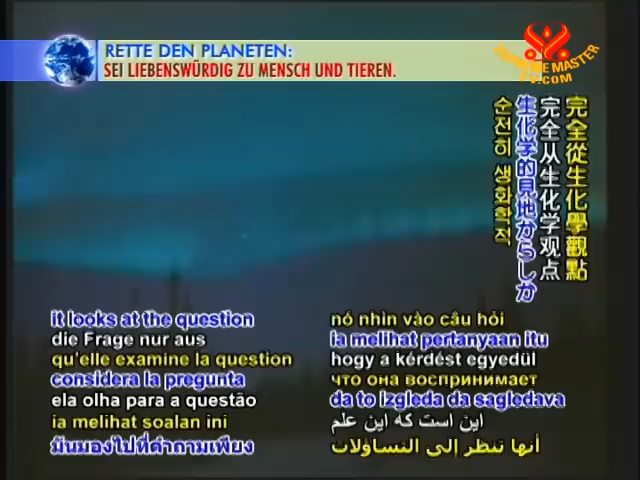 RETTE DEN PLANETEN:
SEI LIEBENSWÜRDIG ZU MENSCH UND TIEREN.
SUPREME MASTER
TV.COM
完全從生化學觀點
完全从生化学观点
生化学的見地からしか
순전히 생화학적
it looks at the question
die Frage nur aus
qu'elle examine la question
considera la pregunta
ela olha para a questão
ia melihat soalan ini
มันมองไปที่คำถามเพียง
nó nhìn vào câu hỏi
ia melihat pertanyaan itu
hogy a kérdést egyedül
что она воспринимает
da to izgleda da sagledava
این است که این علم
أنها تنظر إلى التساؤلات